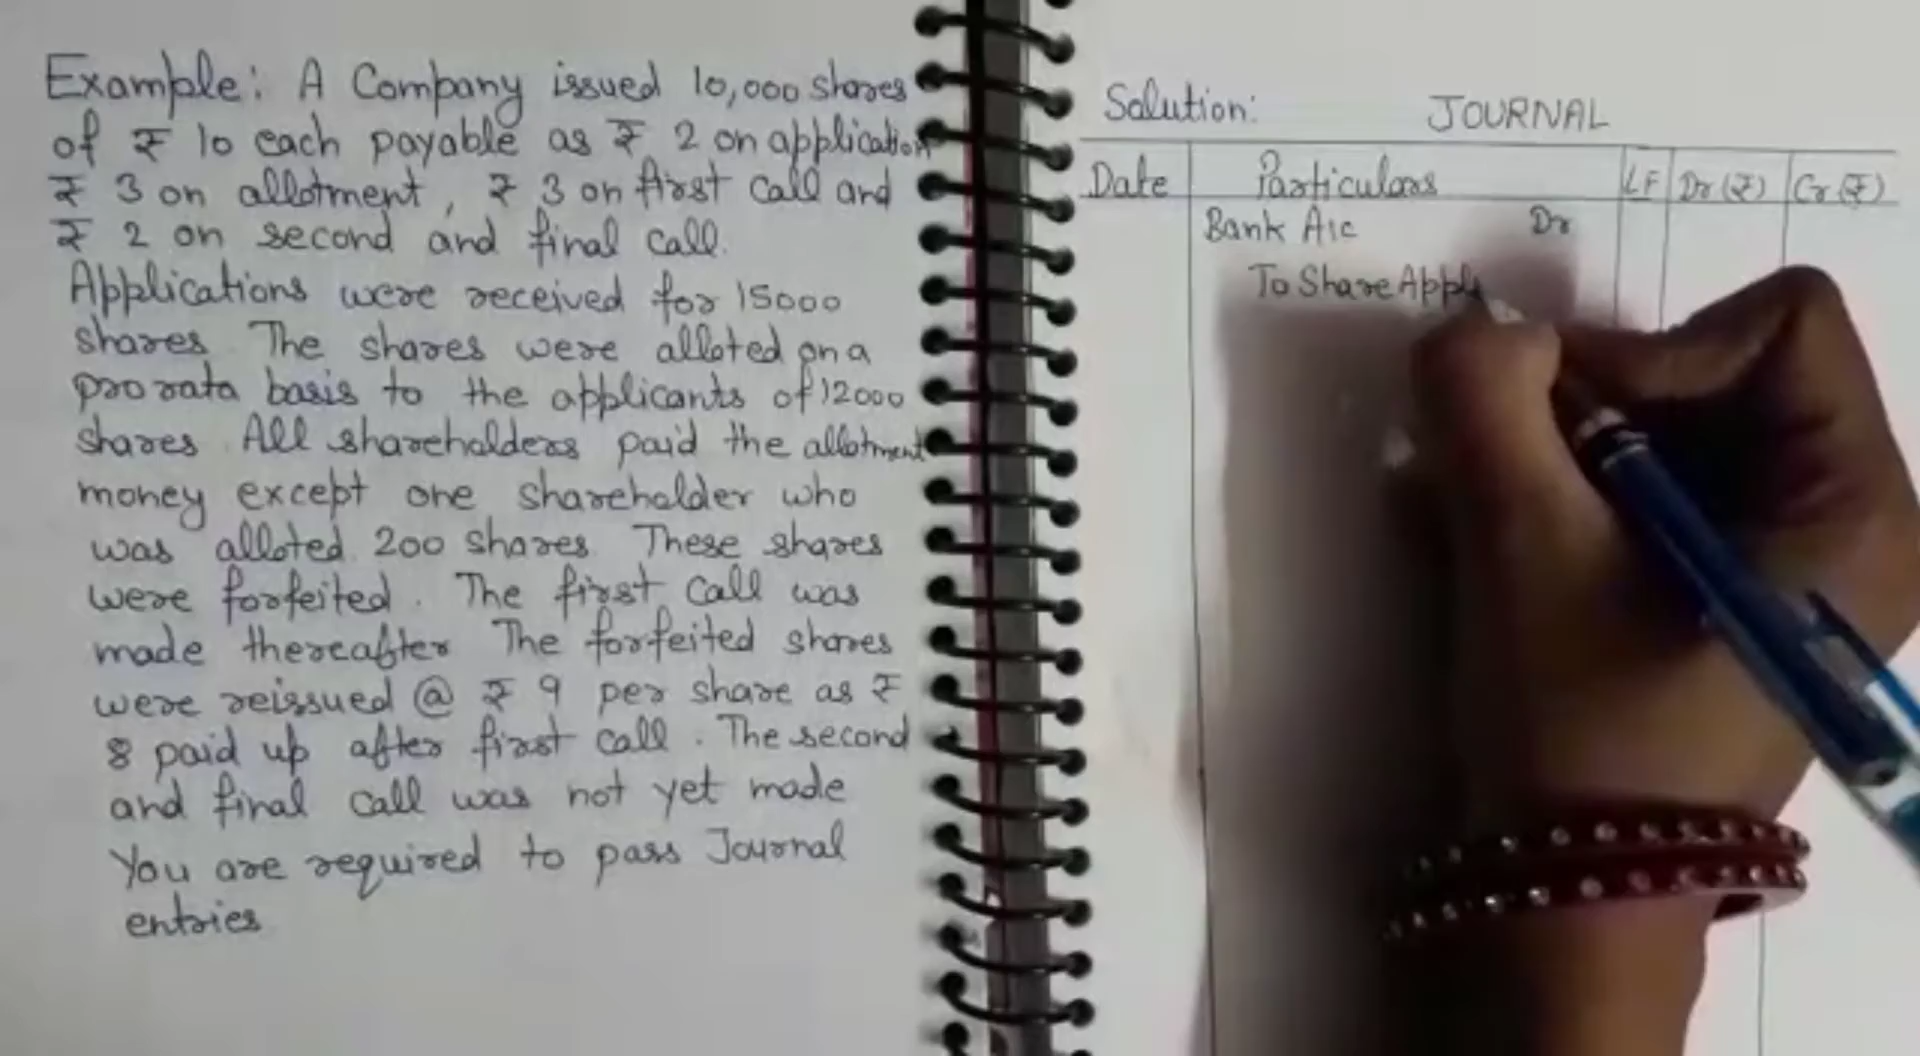 Example: A Company issued 10,000 shares
of ₹ 10 each payable as ₹ 2 on application
₹ 3 on allotment, ₹ 3 on first call and
₹ 2 on second and final call.
Applications were received for 15000
shares. The shares were alloted on a
pro rata basis to the applicants of 12000
shares. All shareholders paid the allotment
money except one shareholder who
was alloted 200 shares. These shares
were forfeited. The first call was
made thereafter The forfeited shares
were reissued @ ₹ 9 per share as ₹
8 paid up after first call. The second
and final call was not yet made
You are required to pass Journal
entries
Solution: JOURNAL
Date Particulars LF Dr (₹) Cr (₹)
Bank A/c Dr
To Share Appl